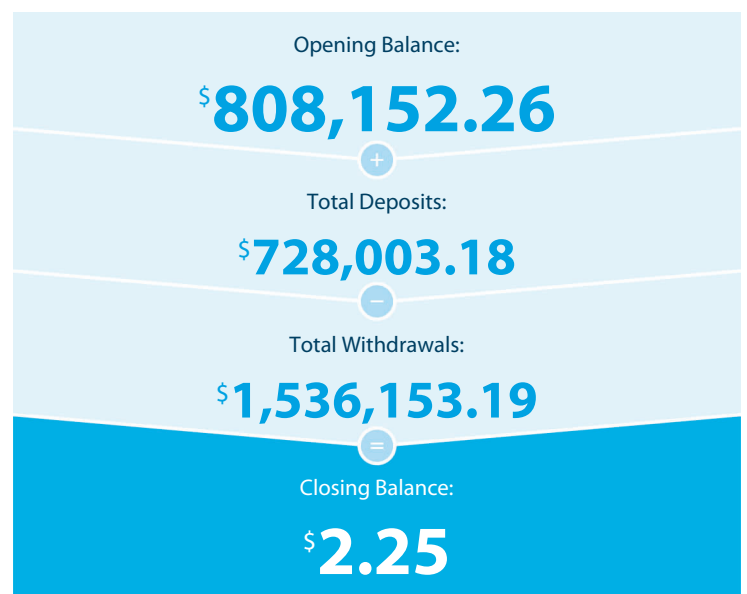 Opening Balance:
$808,152.26
+
Total Deposits:
$728,003.18
−
Total Withdrawals:
$1,536,153.19
=
Closing Balance:
$2.25